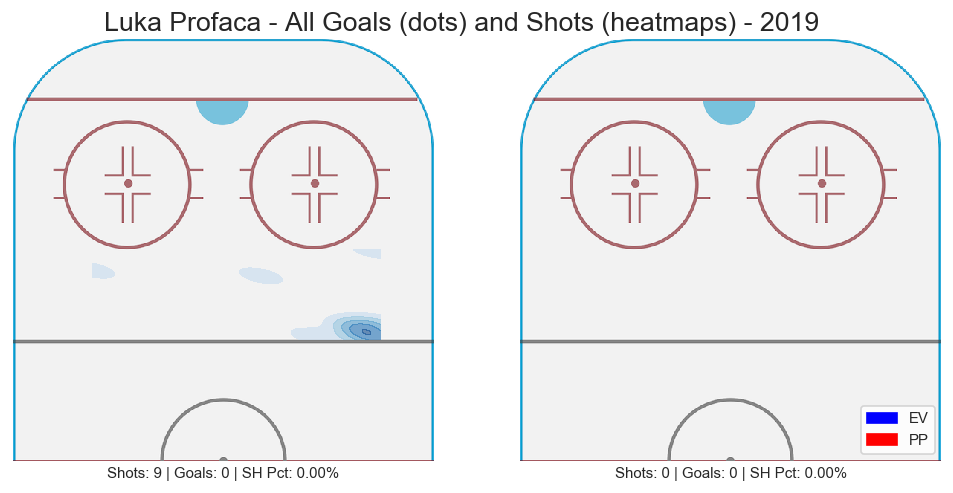 Luka Profaca - All Goals (dots) and Shots (heatmaps) - 2019
EV
PP
Shots: 9 | Goals: 0 | SH Pct: 0.00%
Shots: 0 | Goals: 0 | SH Pct: 0.00%